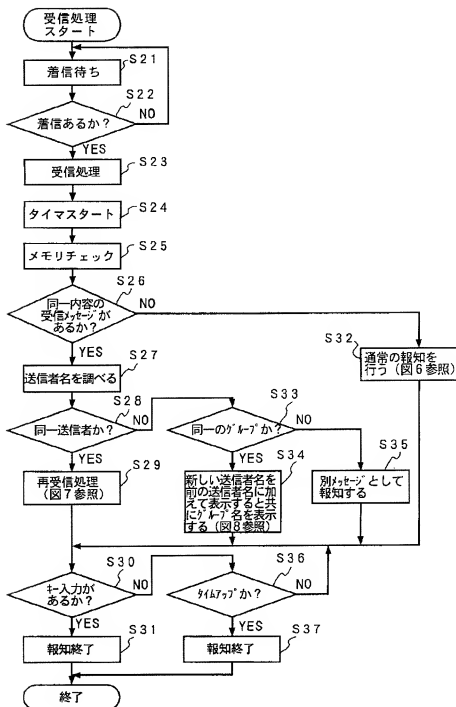 受信処理
スタート
S21
着信待ち
S22
着信あるか?
NO
YES
S23
受信処理
S24
タイマスタート
S25
メモリチェック
S26
同一内容の
受信メッセージが
あるか?
NO
YES
S32
通常の報知を
行う(図6参照)
S27
送信者名を調べる
S28
同一送信者か?
NO
YES
S33
同一のグループか?
NO
YES
S29
再受信処理
(図7参照)
S34
新しい送信者名を
前の送信者名に加
えて表示すると共
にグループ名を表示
する(図8参照)
S35
別メッセージとして
報知する
S30
キー入力が
あるか?
NO
YES
S36
タイムアップか?
NO
YES
S31
報知終了
S37
報知終了
終了